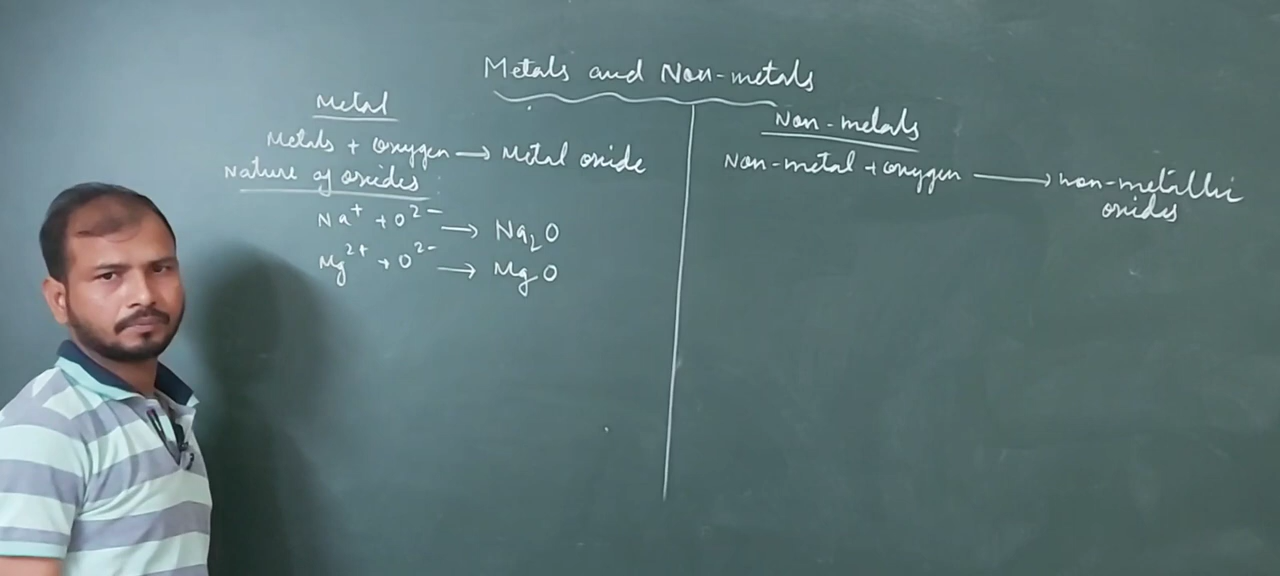 Metals and Non-metals
Metal
Metals + oxygen → Metal oxide
Nature of oxides:
Na⁺ + O²⁻ → Na₂O
Mg²⁺ + O²⁻ → MgO
Non-metals
Non-metal + oxygen → non-metallic
oxides